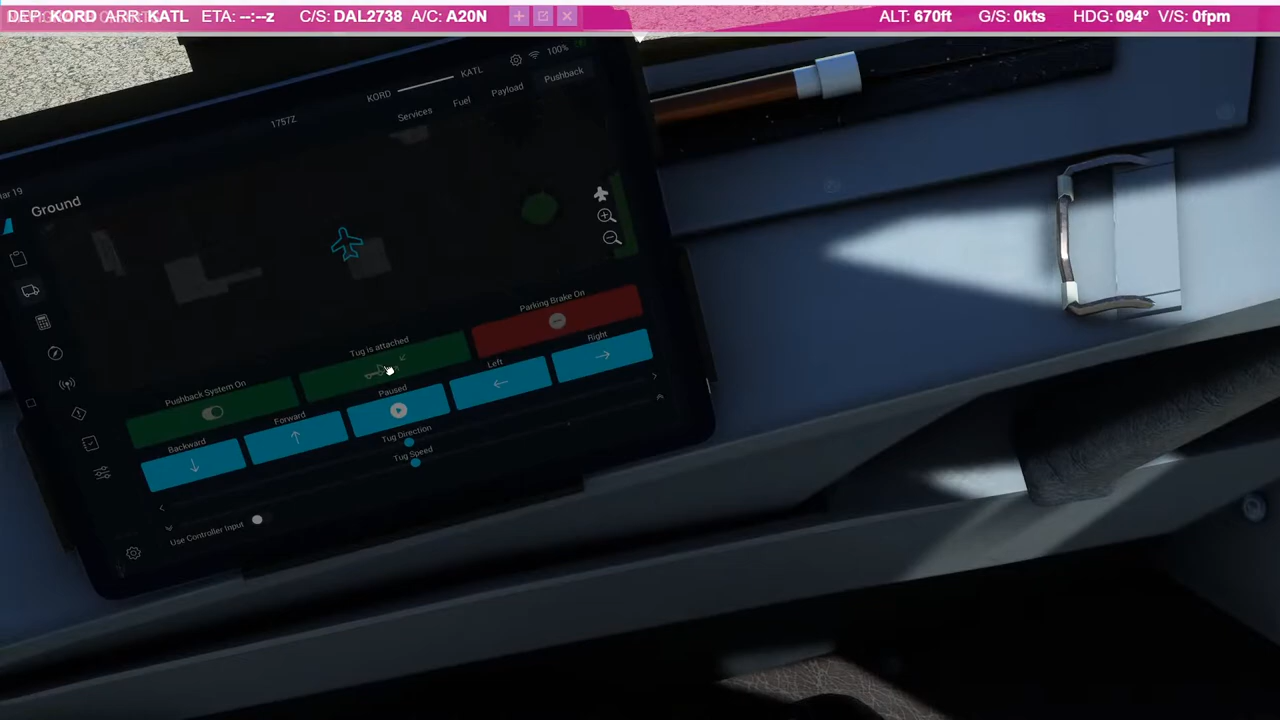 DEP: KORD ARR: KATL ETA: --:--z C/S: DAL2738 A/C: A20N ALT: 670ft G/S: 0kts HDG: 094° V/S: 0fpm
1757Z KORD KATL 100%
Services Fuel Payload Pushback
19
Ground
Pushback System On Tug is attached Parking Brake On
Backward Forward Paused Left Right
Tug Direction
Tug Speed
Use Controller Input